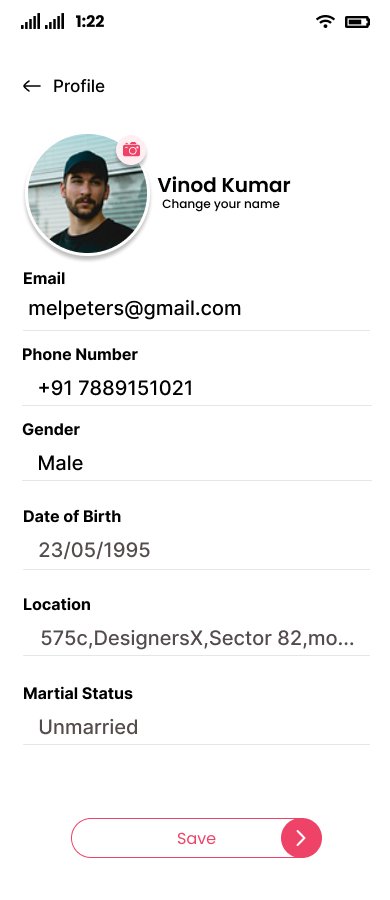 1:22
Profile
Vinod Kumar
Change your name
Email
melpeters@gmail.com
Phone Number
+91 7889151021
Gender
Male
Date of Birth
23/05/1995
Location
575c,DesignersX,Sector 82,mo...
Martial Status
Unmarried
Save